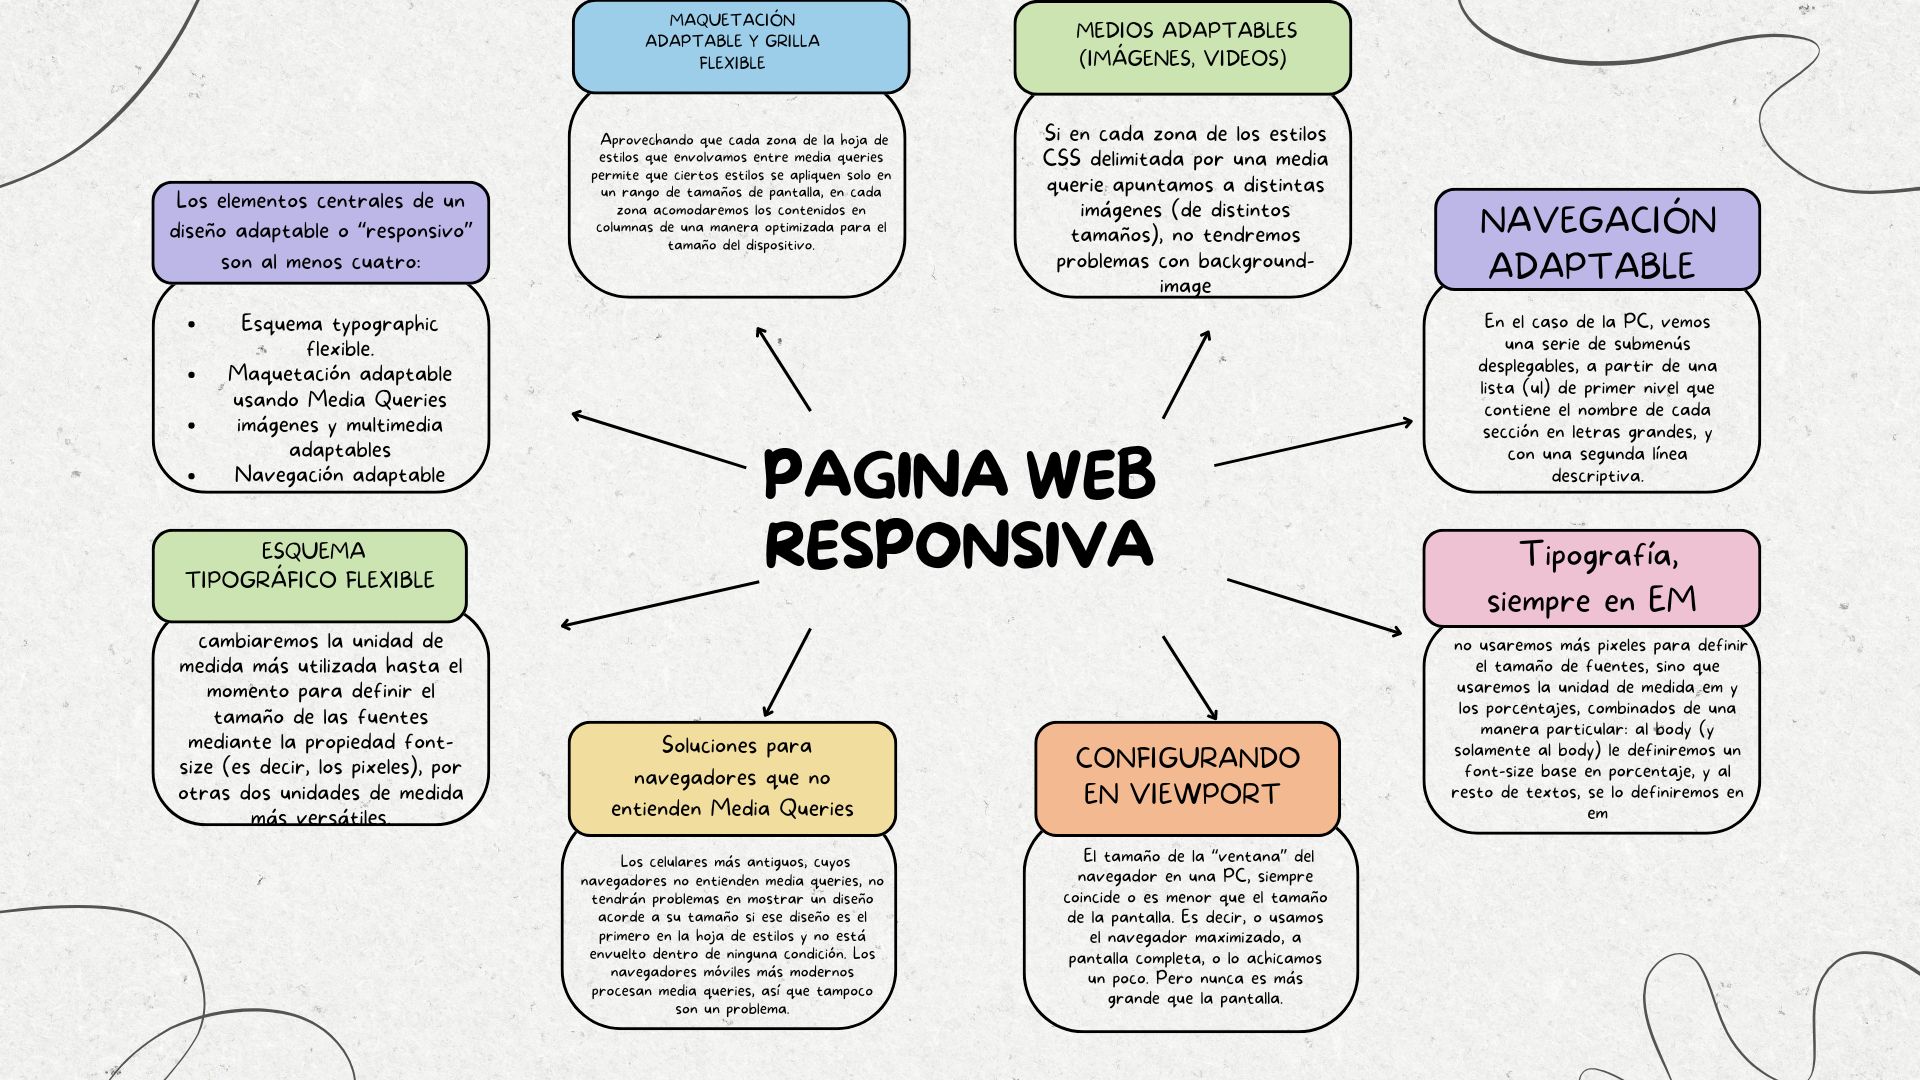 MAQUETACIÓN
ADAPTABLE Y GRILLA
FLEXIBLE
Aprovechando que cada zona de la hoja de
estilos que envolvamos entre media queries
permite que ciertos estilos se apliquen solo en
un rango de tamaños de pantalla, en cada
zona acomodaremos los contenidos en
columnas de una manera optimizada para el
tamaño del dispositivo.
MEDIOS ADAPTABLES
(IMÁGENES, VIDEOS)
Si en cada zona de los estilos
CSS delimitada por una media
querie apuntamos a distintas
imágenes (de distintos
tamaños), no tendremos
problemas con background-
image
Los elementos centrales de un
diseño adaptable o “responsivo”
son al menos cuatro:
• Esquema typographic
flexible.
• Maquetación adaptable
usando Media Queries
• imágenes y multimedia
adaptables
• Navegación adaptable
NAVEGACIÓN
ADAPTABLE
En el caso de la PC, vemos
una serie de submenús
desplegables, a partir de una
lista (ul) de primer nivel que
contiene el nombre de cada
sección en letras grandes, y
con una segunda línea
descriptiva.
PAGINA WEB
RESPONSIVA
ESQUEMA
TIPOGRÁFICO FLEXIBLE
cambiaremos la unidad de
medida más utilizada hasta el
momento para definir el
tamaño de las fuentes
mediante la propiedad font-
size (es decir, los pixeles), por
otras dos unidades de medida
más versátiles.
Tipografía,
siempre en EM
no usaremos más pixeles para definir
el tamaño de fuentes, sino que
usaremos la unidad de medida em y
los porcentajes, combinados de una
manera particular: al body (y
solamente al body) le definiremos un
font-size base en porcentaje, y al
resto de textos, se lo definiremos en
em
Soluciones para
navegadores que no
entienden Media Queries
Los celulares más antiguos, cuyos
navegadores no entienden media queries, no
tendrán problemas en mostrar un diseño
acorde a su tamaño si ese diseño es el
primero en la hoja de estilos y no está
envuelto dentro de ninguna condición. Los
navegadores móviles más modernos
procesan media queries, así que tampoco
son un problema.
CONFIGURANDO
EN VIEWPORT
El tamaño de la “ventana” del
navegador en una PC, siempre
coincide o es menor que el tamaño
de la pantalla. Es decir, o usamos
el navegador maximizado, a
pantalla completa, o lo achicamos
un poco. Pero nunca es más
grande que la pantalla.